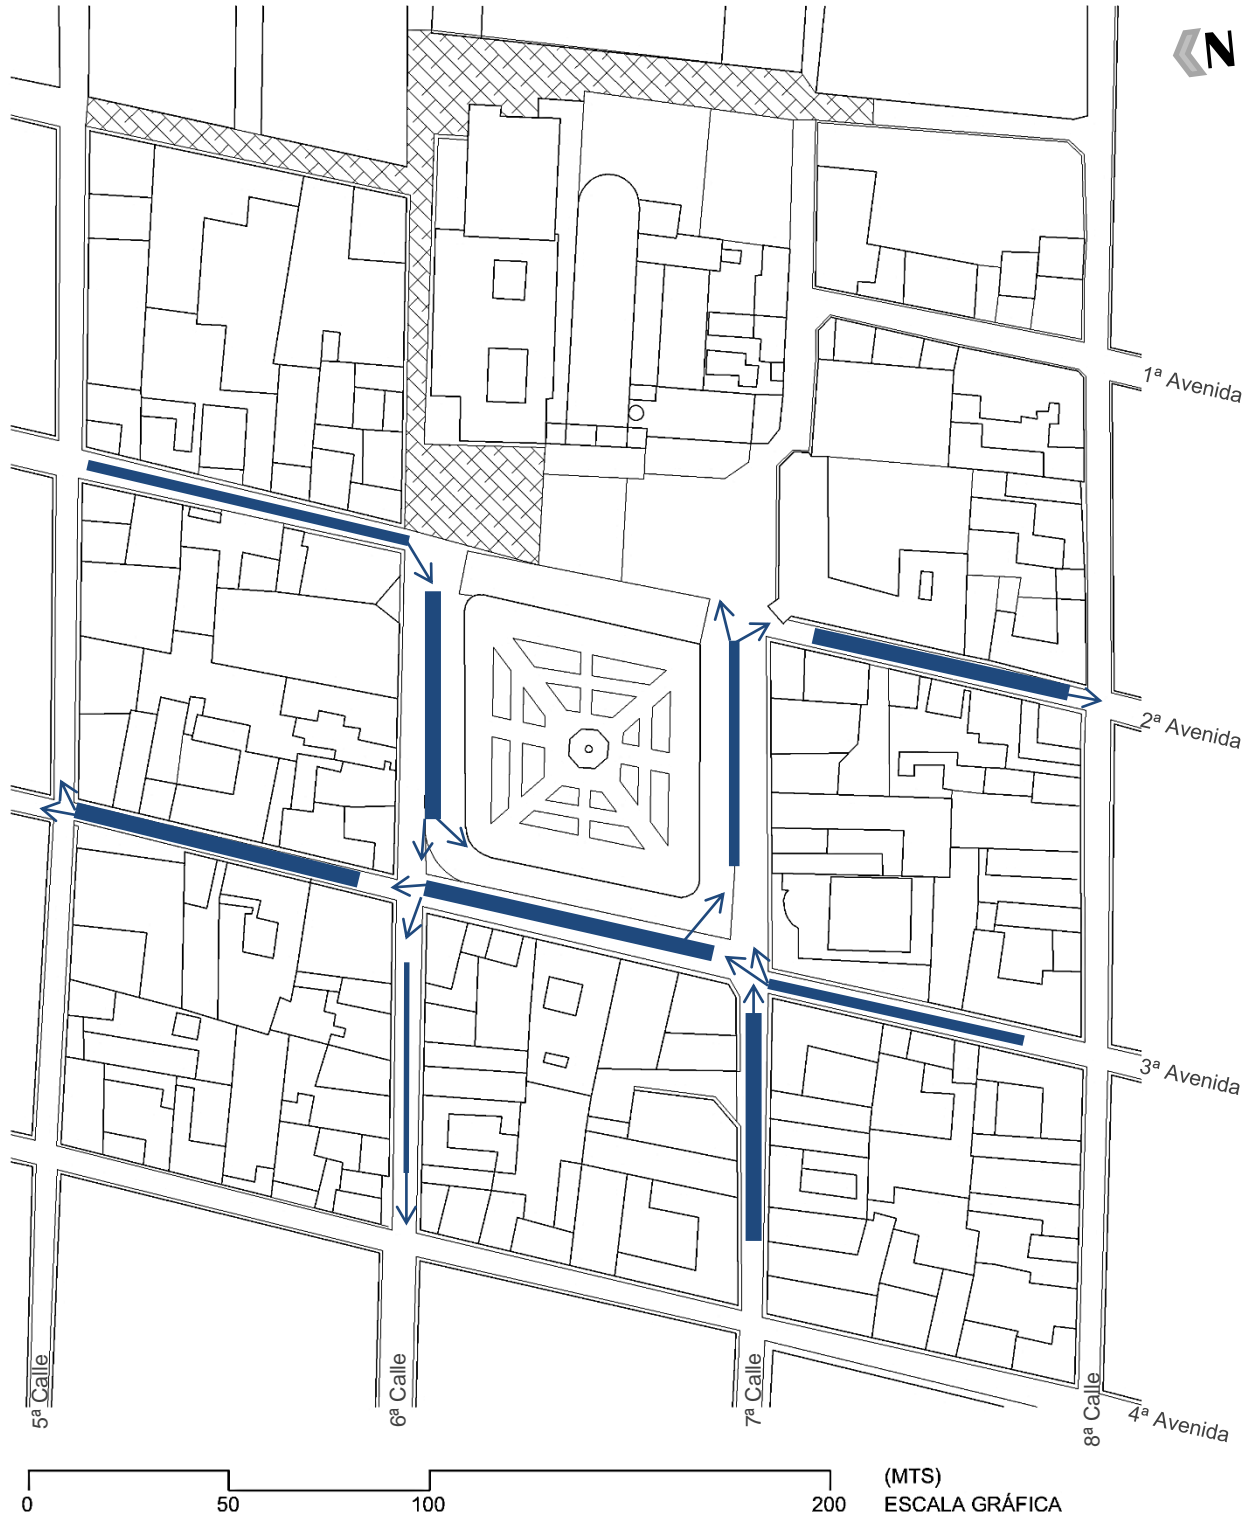 N
1ª Avenida
2ª Avenida
3ª Avenida
4ª Avenida
5ª Calle
6ª Calle
7ª Calle
8ª Calle
(MTS)
0 50 100 200 ESCALA GRÁFICA